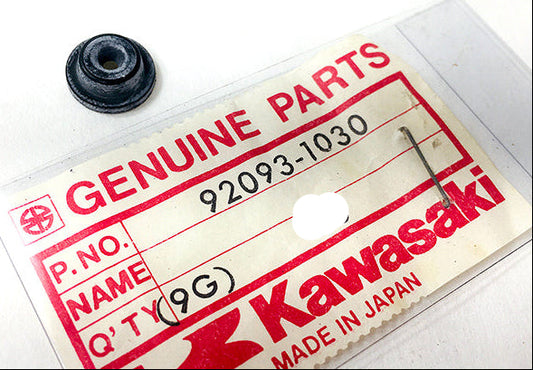 GENUINE PARTS
P.NO. 92093-1030
NAME
Q'TY (9G)
Kawasaki
MADE IN JAPAN